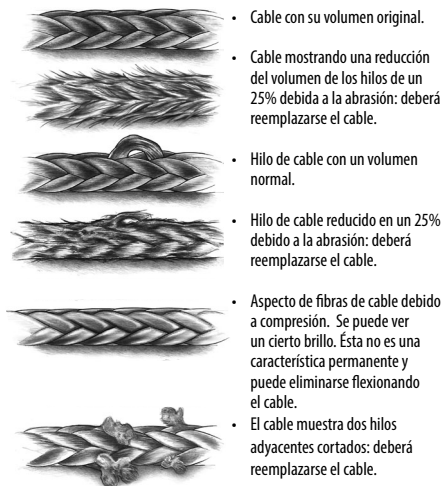 • Cable con su volumen original.
• Cable mostrando una reducción
del volumen de los hilos de un
25% debida a la abrasión: deberá
reemplazarse el cable.
• Hilo de cable con un volumen
normal.
• Hilo de cable reducido en un 25%
debido a la abrasión: deberá
reemplazarse el cable.
• Aspecto de fibras de cable debido
a compresión. Se puede ver
un cierto brillo. Ésta no es una
característica permanente y
puede eliminarse flexionando
el cable.
• El cable muestra dos hilos
adyacentes cortados: deberá
reemplazarse el cable.